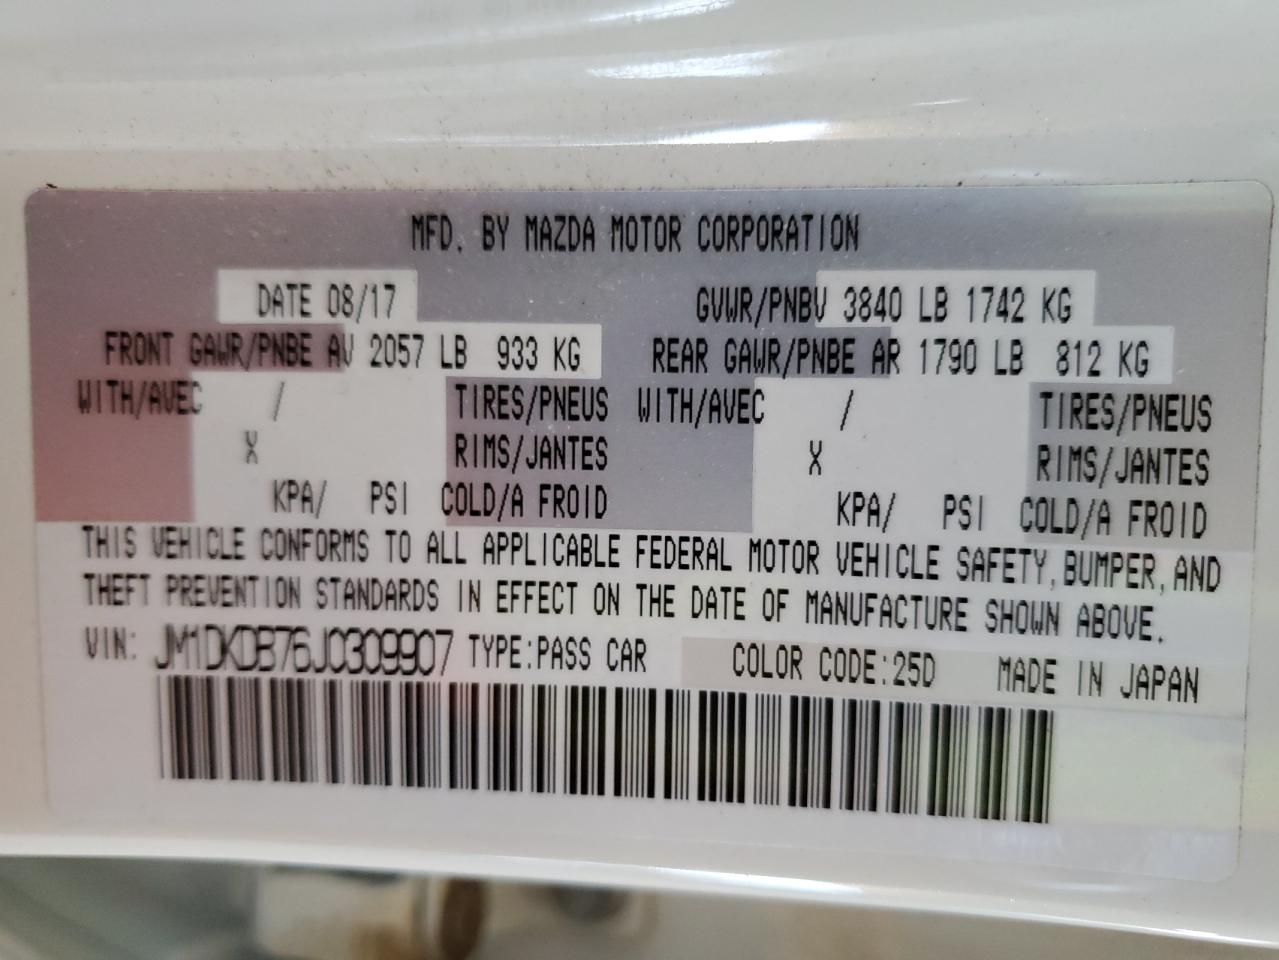 MFD. BY MAZDA MOTOR CORPORATION
DATE 08/17 GVWR/PNBV 3840 LB 1742 KG
FRONT GAWR/PNBE AV 2057 LB 933 KG REAR GAWR/PNBE AR 1790 LB 812 KG
WITH/AVEC / TIRES/PNEUS WITH/AVEC / TIRES/PNEUS
X RIMS/JANTES X RIMS/JANTES
KPA/ PSI COLD/A FROID KPA/ PSI COLD/A FROID
THIS VEHICLE CONFORMS TO ALL APPLICABLE FEDERAL MOTOR VEHICLE SAFETY, BUMPER, AND
THEFT PREVENTION STANDARDS IN EFFECT ON THE DATE OF MANUFACTURE SHOWN ABOVE.
VIN: JM1DKDB76J0309907 TYPE:PASS CAR COLOR CODE:25D MADE IN JAPAN